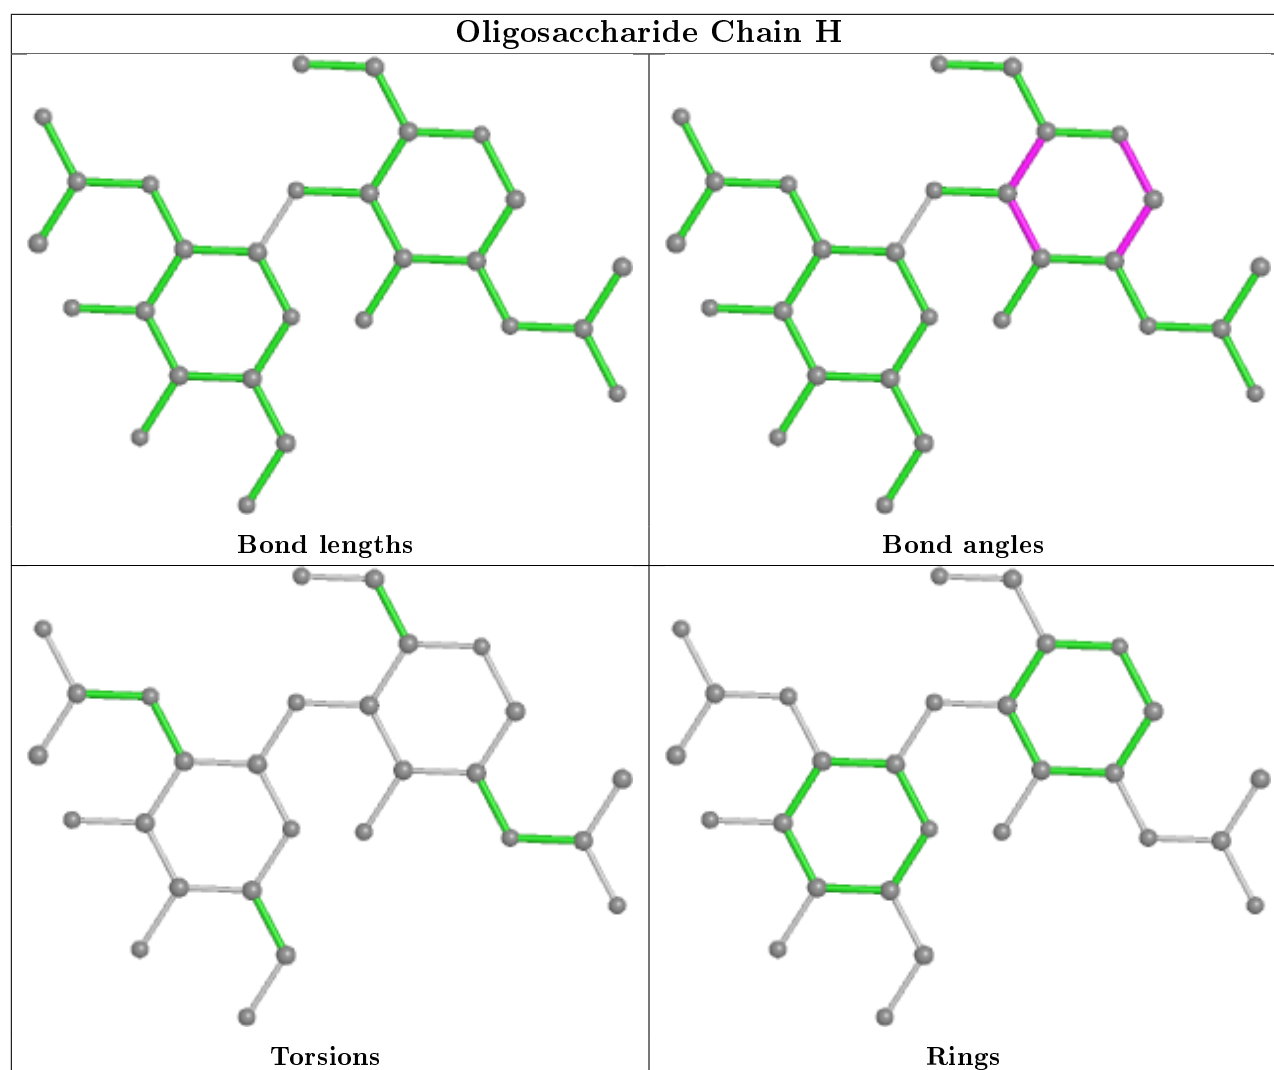 Oligosaccharide Chain H
Bond lengths
Bond angles
Torsions
Rings